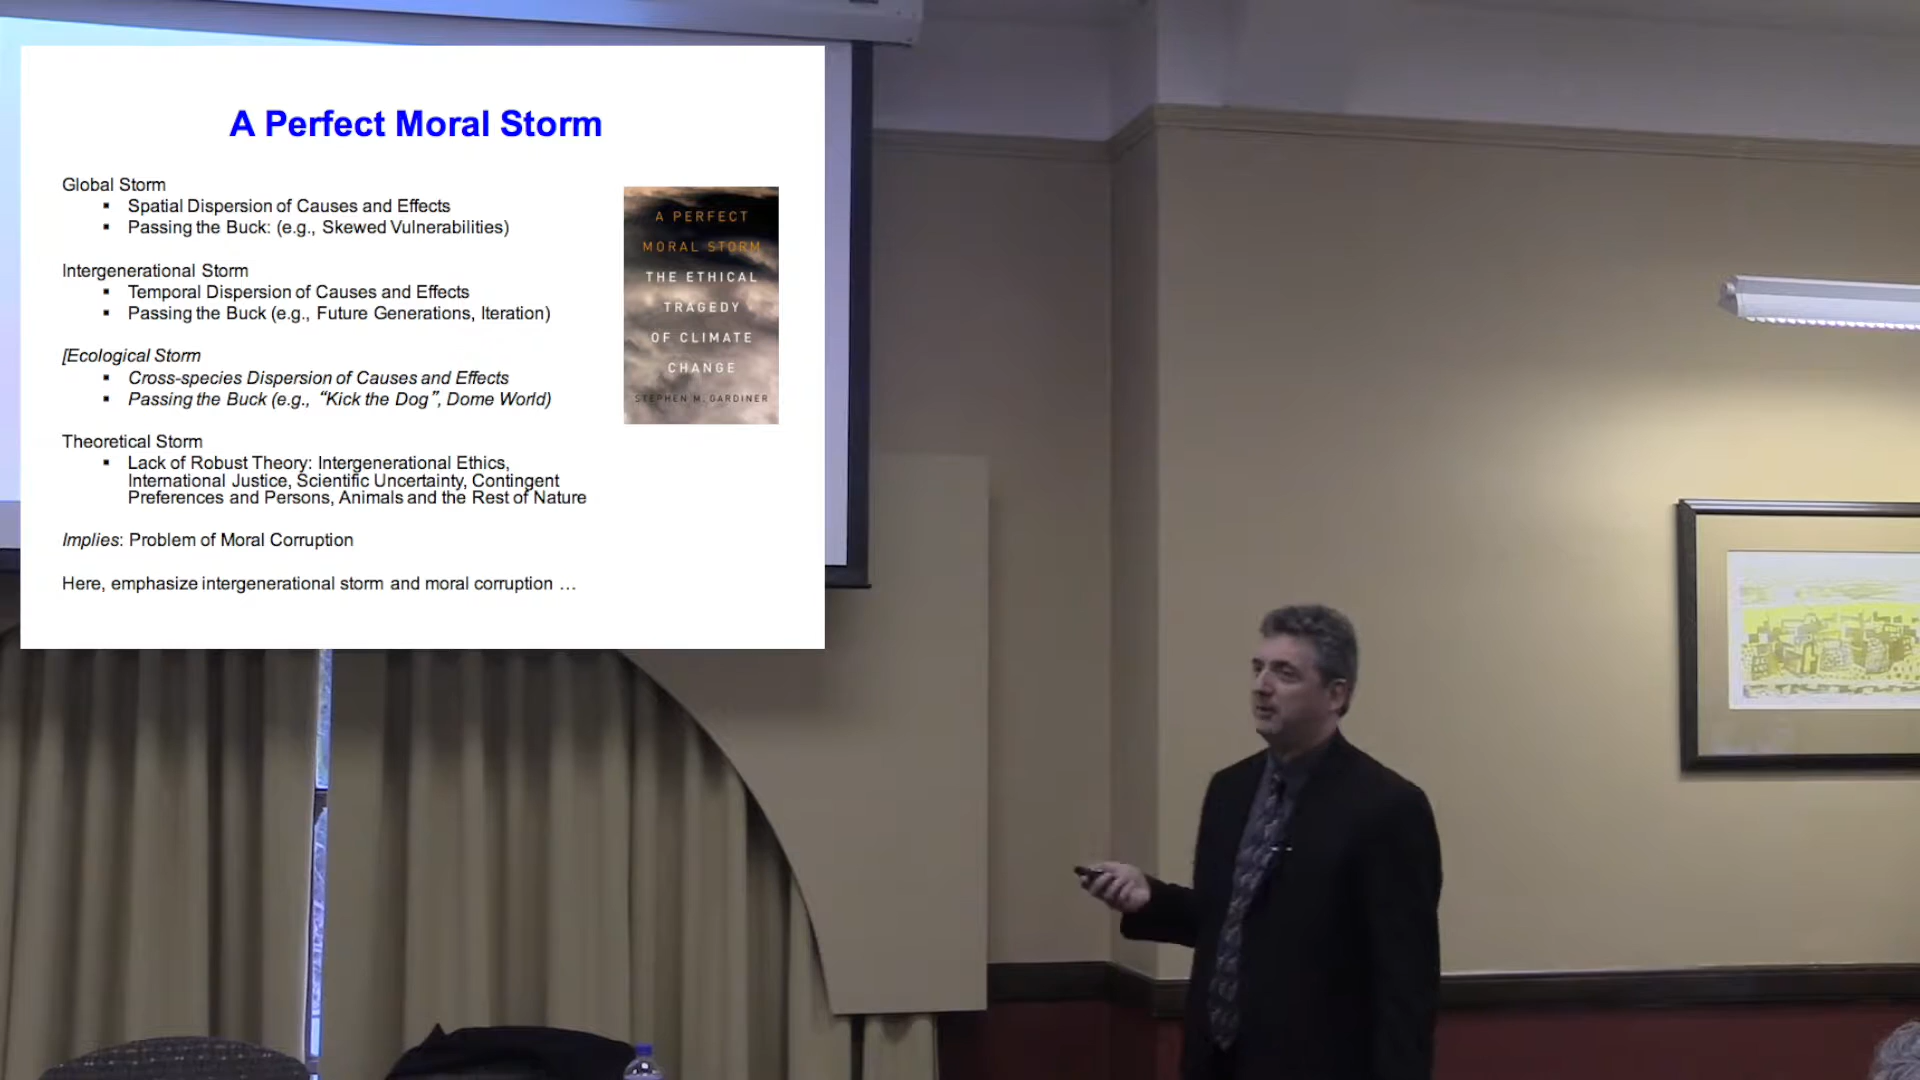 A Perfect Moral Storm
Global Storm
▪ Spatial Dispersion of Causes and Effects
▪ Passing the Buck: (e.g., Skewed Vulnerabilities)
Intergenerational Storm
▪ Temporal Dispersion of Causes and Effects
▪ Passing the Buck (e.g., Future Generations, Iteration)
[Ecological Storm
▪ Cross-species Dispersion of Causes and Effects
▪ Passing the Buck (e.g., “Kick the Dog”, Dome World)
Theoretical Storm
▪ Lack of Robust Theory: Intergenerational Ethics,
International Justice, Scientific Uncertainty, Contingent
Preferences and Persons, Animals and the Rest of Nature
Implies: Problem of Moral Corruption
Here, emphasize intergenerational storm and moral corruption …
A PERFECT
MORAL STORM
THE ETHICAL
TRAGEDY
OF CLIMATE
CHANGE
STEPHEN M. GARDINER